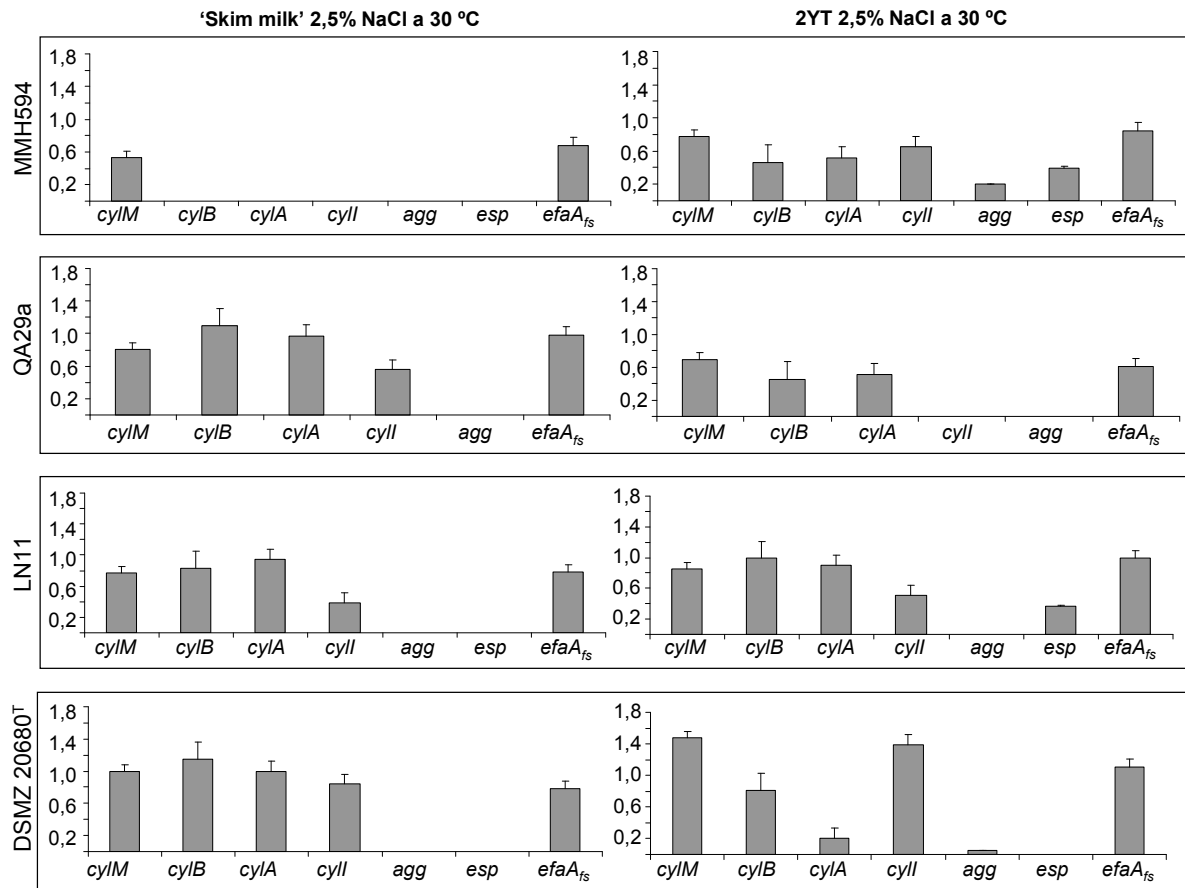 ‘Skim milk’ 2,5% NaCl a 30 ºC
2YT 2,5% NaCl a 30 ºC
MMH594
1,8
1,4
1,0
0,6
0,2
cylM cylB cylA cylI agg esp efaAfs
1,8
1,4
1,0
0,6
0,2
cylM cylB cylA cylI agg esp efaAfs
QA29a
1,8
1,4
1,0
0,6
0,2
cylM cylB cylA cylI agg efaAfs
1,8
1,4
1,0
0,6
0,2
cylM cylB cylA cylI agg efaAfs
LN11
1,8
1,4
1,0
0,6
0,2
cylM cylB cylA cylI agg esp efaAfs
1,8
1,4
1,0
0,6
0,2
cylM cylB cylA cylI agg esp efaAfs
DSMZ 20680T
1,8
1,4
1,0
0,6
0,2
cylM cylB cylA cylI agg esp efaAfs
1,8
1,4
1,0
0,6
0,2
cylM cylB cylA cylI agg esp efaAfs